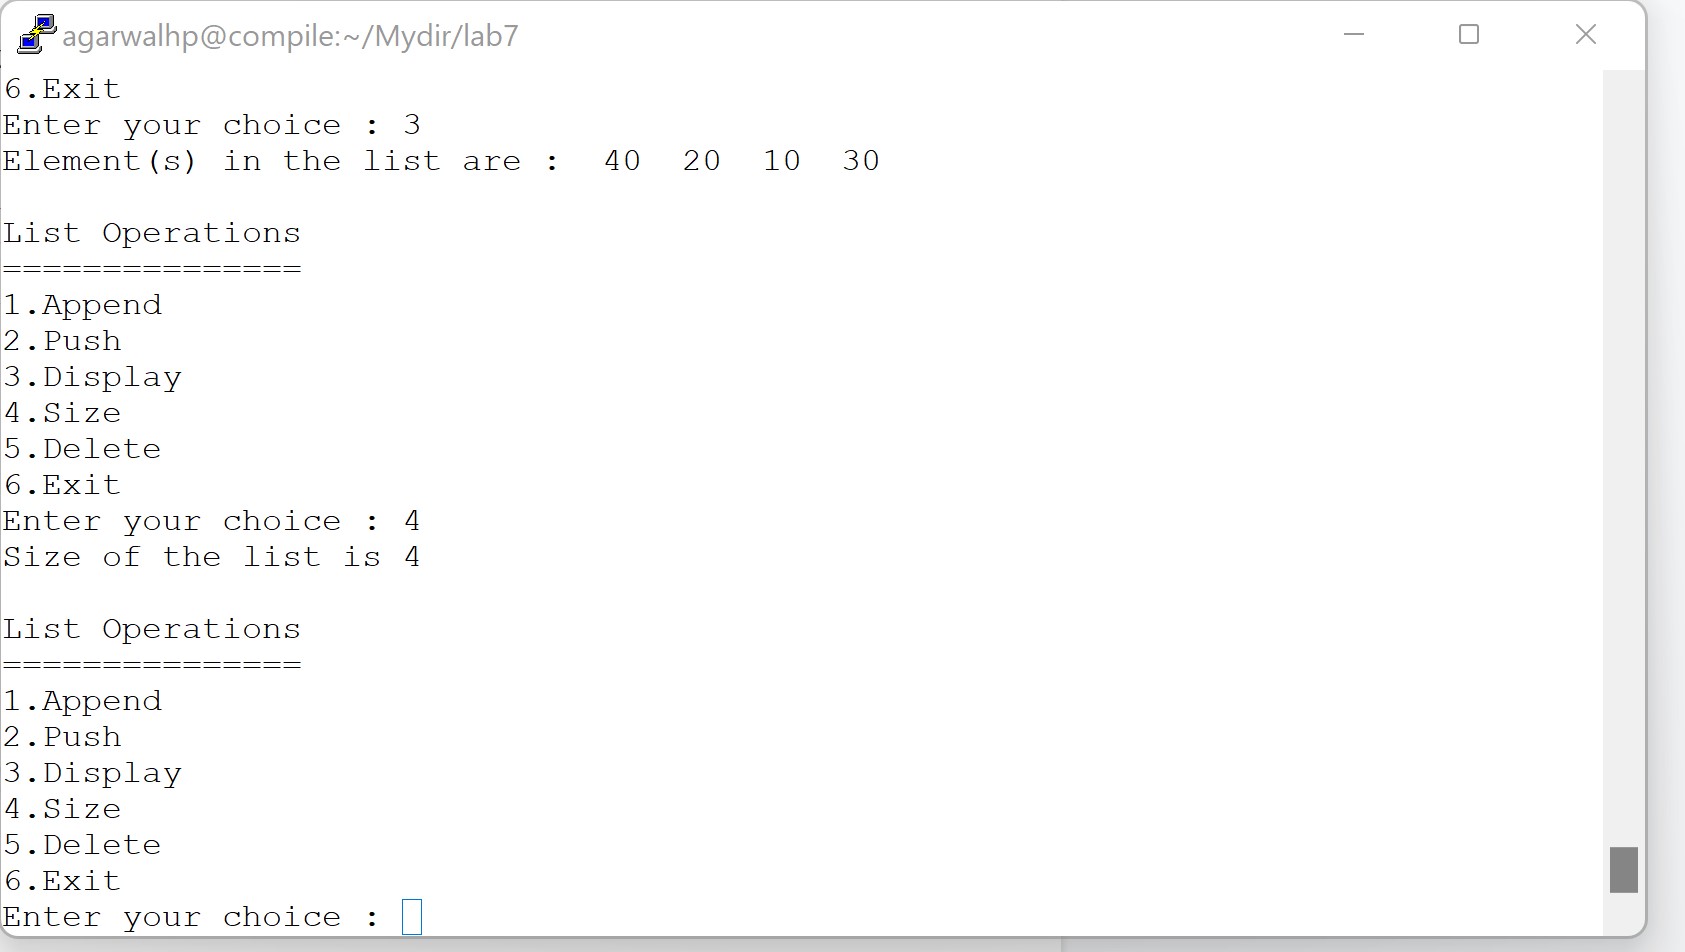 agarwalhp@compile:~/Mydir/lab7
6.Exit
Enter your choice : 3
Element(s) in the list are :  40  20  10  30
List Operations
===============
1.Append
2.Push
3.Display
4.Size
5.Delete
6.Exit
Enter your choice : 4
Size of the list is 4
List Operations
===============
1.Append
2.Push
3.Display
4.Size
5.Delete
6.Exit
Enter your choice :